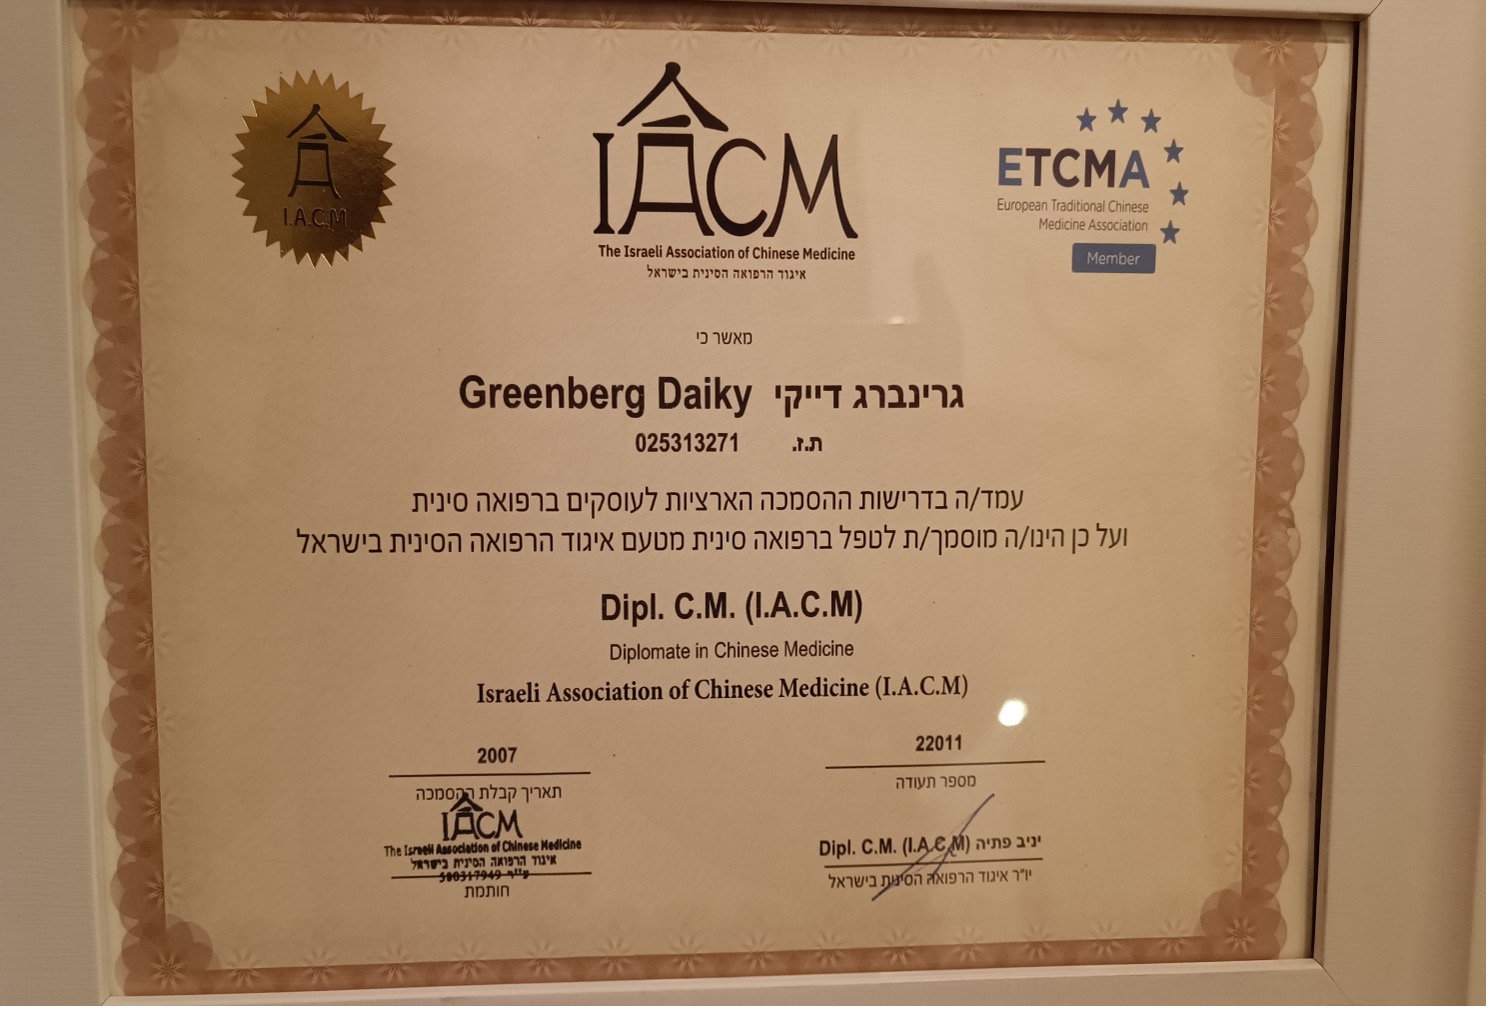 I.A.C.M
IACM
The Israeli Association of Chinese Medicine
איגוד הרפואה הסינית בישראל
ETCMA
European Traditional Chinese
Medicine Association
Member
מאשר כי
גרינברג דייקי Greenberg Daiky
ת.ז. 025313271
עמד/ה בדרישות ההסמכה הארציות לעוסקים ברפואה סינית
ועל כן הינו/ה מוסמך/ת לטפל ברפואה סינית מטעם איגוד הרפואה הסינית בישראל
Dipl. C.M. (I.A.C.M)
Diplomate in Chinese Medicine
Israeli Association of Chinese Medicine (I.A.C.M)
22011
מספר תעודה
יניב פתיה Dipl. C.M. (I.A.C.M)
יו"ר איגוד הרפואה הסינית בישראל
2007
תאריך קבלת ההסמכה
IACM
The Israeli Association of Chinese Medicine
איגוד הרפואה הסינית בישראל
ע"ר 580317949
חותמת